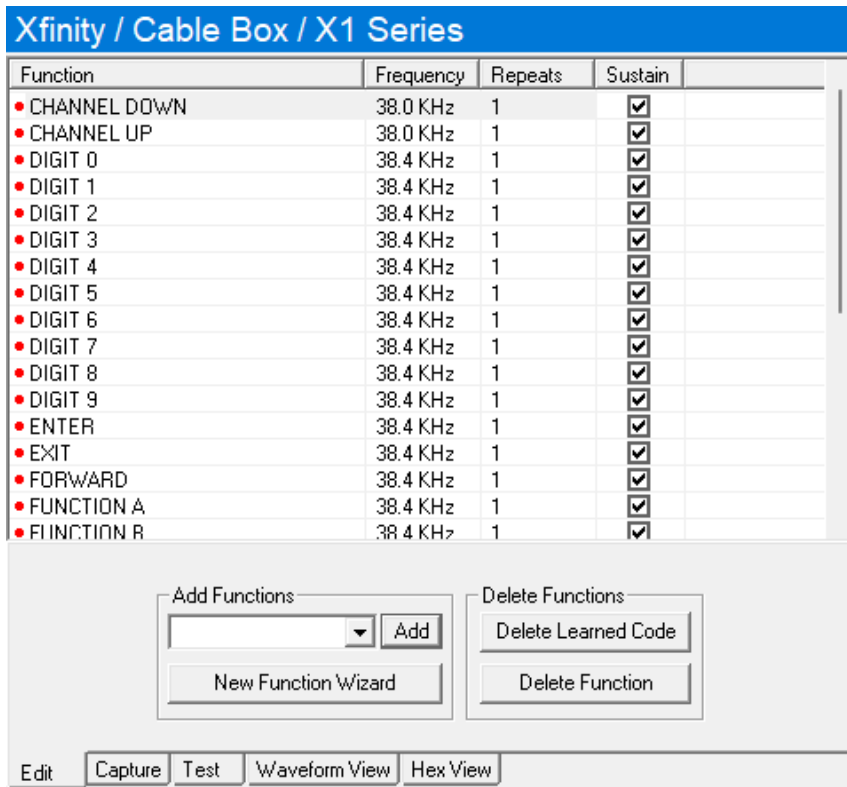 Xfinity / Cable Box / X1 Series
Function Frequency Repeats Sustain
CHANNEL DOWN 38.0 KHz 1
CHANNEL UP 38.0 KHz 1
DIGIT 0 38.4 KHz 1
DIGIT 1 38.4 KHz 1
DIGIT 2 38.4 KHz 1
DIGIT 3 38.4 KHz 1
DIGIT 4 38.4 KHz 1
DIGIT 5 38.4 KHz 1
DIGIT 6 38.4 KHz 1
DIGIT 7 38.4 KHz 1
DIGIT 8 38.4 KHz 1
DIGIT 9 38.4 KHz 1
ENTER 38.4 KHz 1
EXIT 38.4 KHz 1
FORWARD 38.4 KHz 1
FUNCTION A 38.4 KHz 1
FUNCTION B 38.4 KHz 1
Add Functions Delete Functions
Add Delete Learned Code
New Function Wizard Delete Function
Edit Capture Test Waveform View Hex View